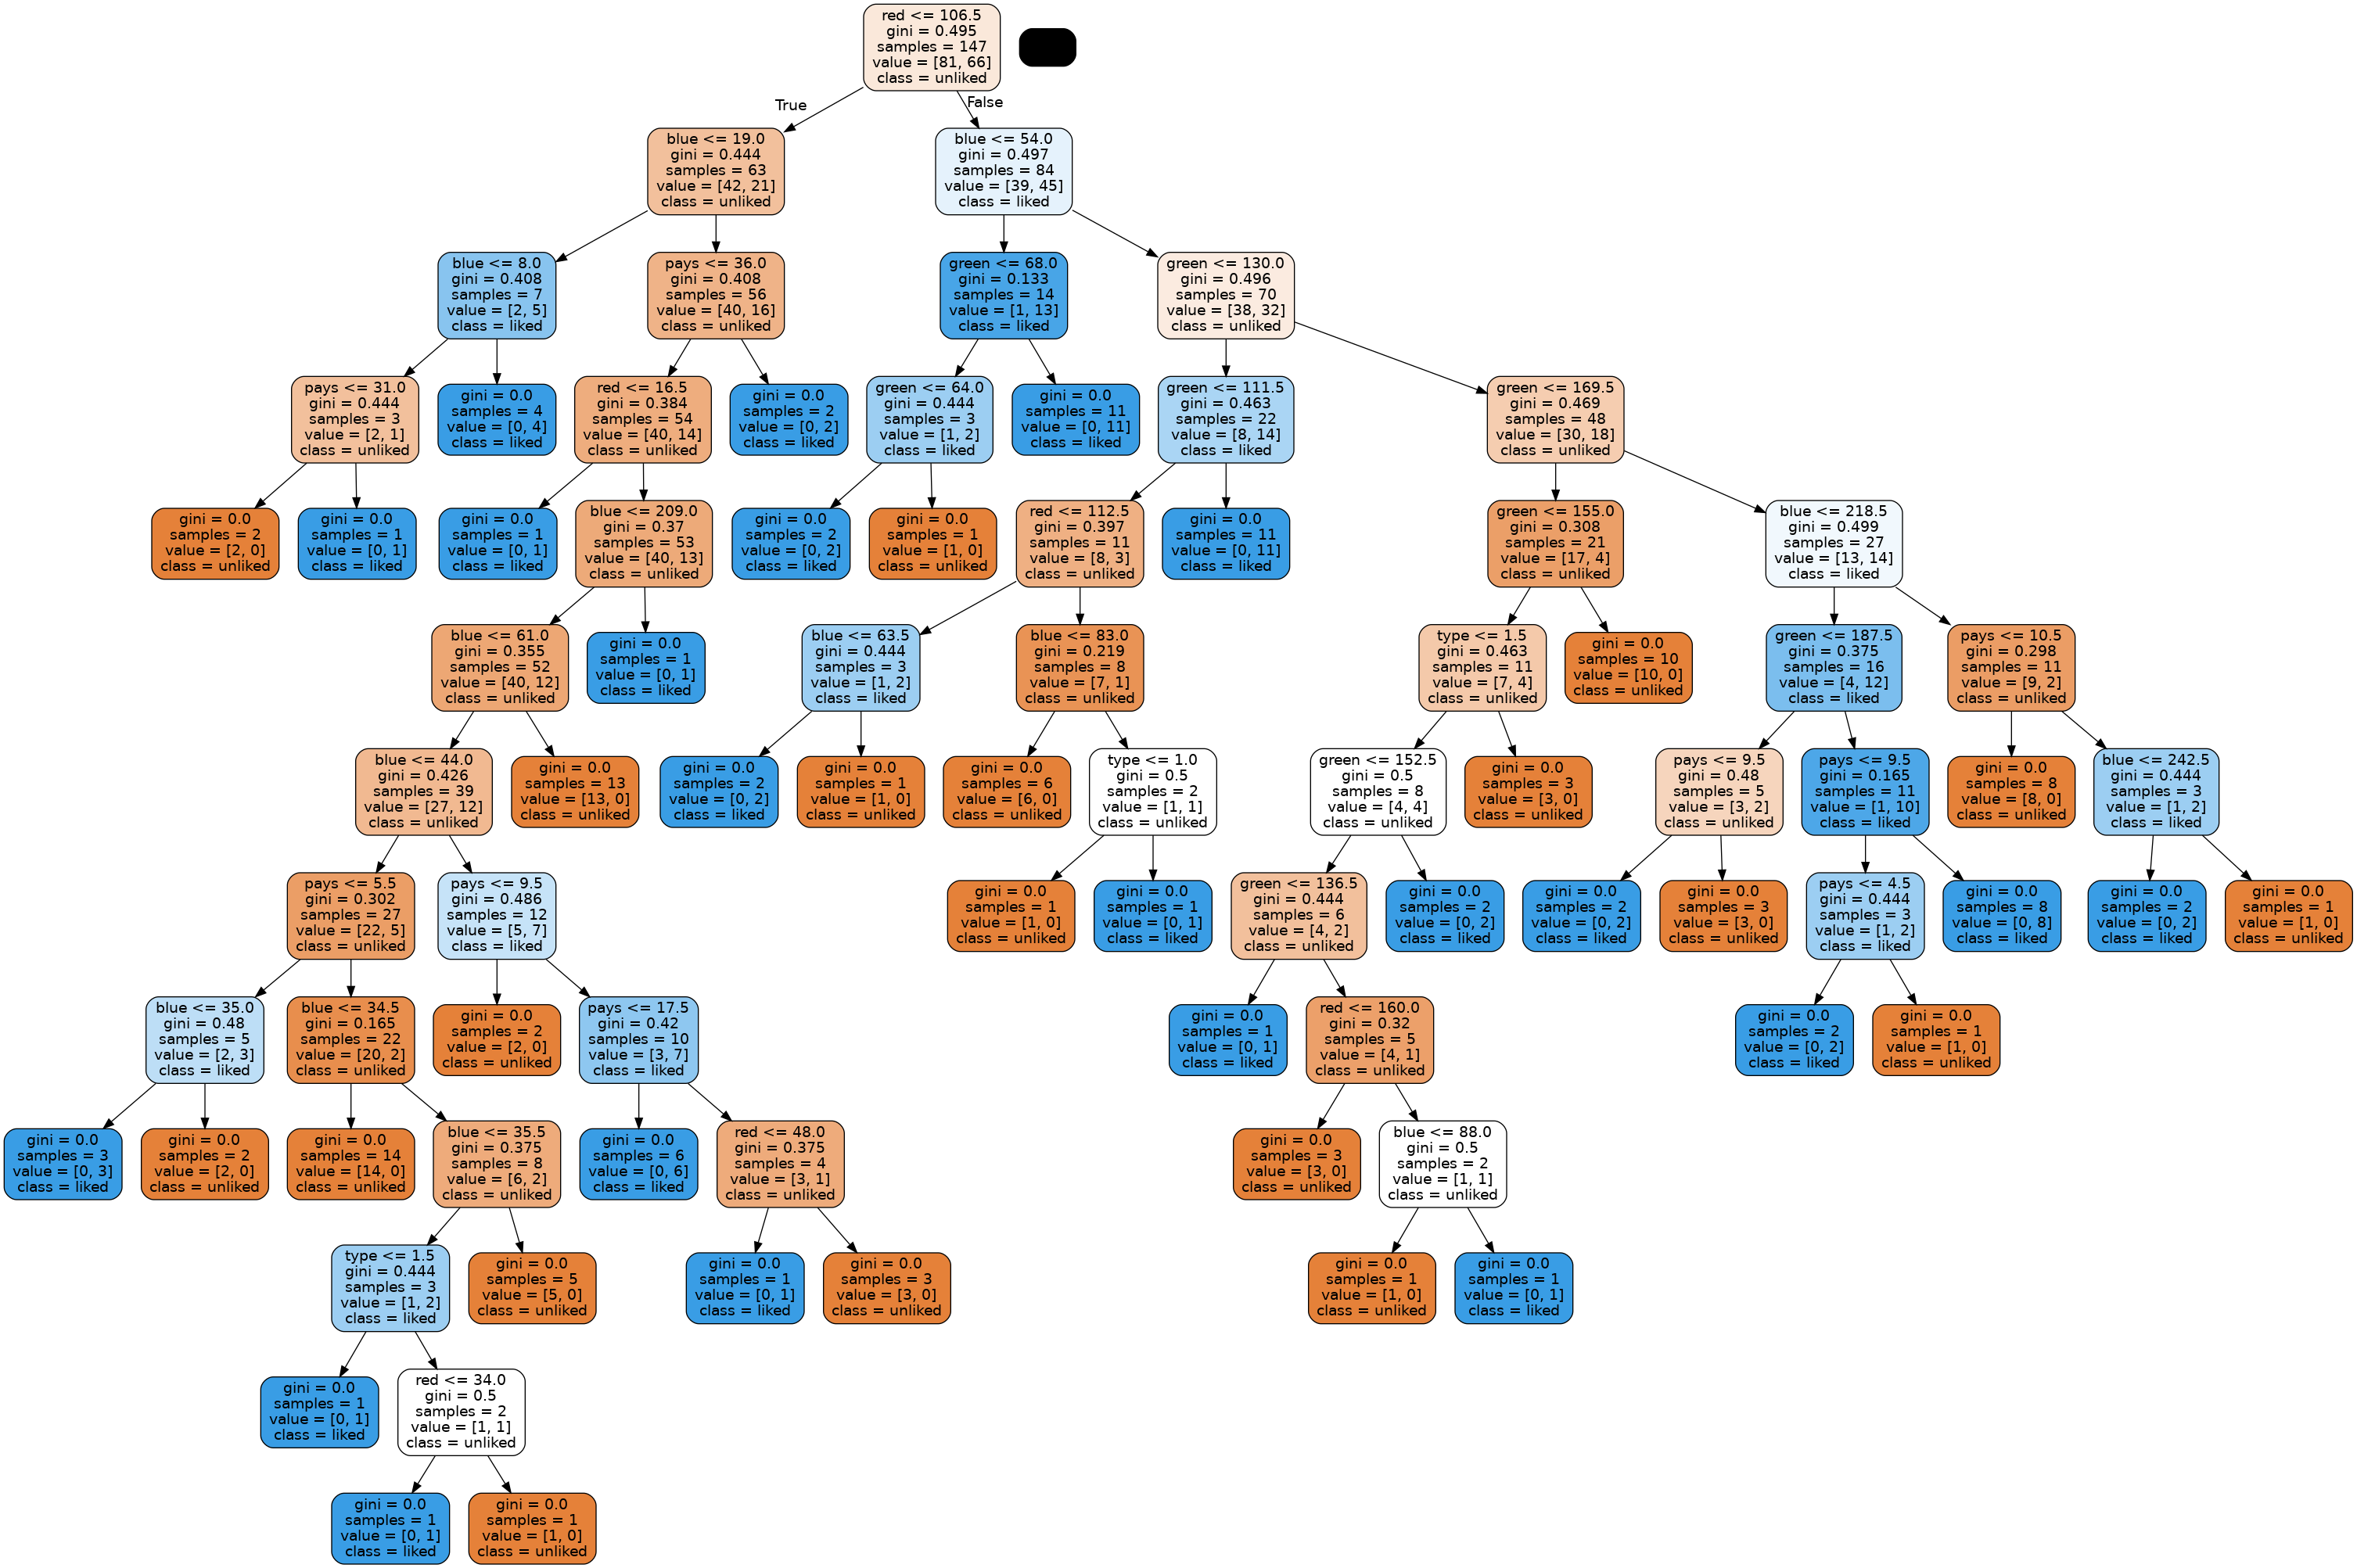 red <= 106.5
gini = 0.495
samples = 147
value = [81, 66]
class = unliked
True
False
blue <= 19.0
gini = 0.444
samples = 63
value = [42, 21]
class = unliked
blue <= 54.0
gini = 0.497
samples = 84
value = [39, 45]
class = liked
blue <= 8.0
gini = 0.408
samples = 7
value = [2, 5]
class = liked
pays <= 36.0
gini = 0.408
samples = 56
value = [40, 16]
class = unliked
green <= 68.0
gini = 0.133
samples = 14
value = [1, 13]
class = liked
green <= 130.0
gini = 0.496
samples = 70
value = [38, 32]
class = unliked
pays <= 31.0
gini = 0.444
samples = 3
value = [2, 1]
class = unliked
gini = 0.0
samples = 4
value = [0, 4]
class = liked
red <= 16.5
gini = 0.384
samples = 54
value = [40, 14]
class = unliked
gini = 0.0
samples = 2
value = [0, 2]
class = liked
green <= 64.0
gini = 0.444
samples = 3
value = [1, 2]
class = liked
gini = 0.0
samples = 11
value = [0, 11]
class = liked
green <= 111.5
gini = 0.463
samples = 22
value = [8, 14]
class = liked
green <= 169.5
gini = 0.469
samples = 48
value = [30, 18]
class = unliked
gini = 0.0
samples = 2
value = [2, 0]
class = unliked
gini = 0.0
samples = 1
value = [0, 1]
class = liked
gini = 0.0
samples = 1
value = [0, 1]
class = liked
blue <= 209.0
gini = 0.37
samples = 53
value = [40, 13]
class = unliked
gini = 0.0
samples = 2
value = [0, 2]
class = liked
gini = 0.0
samples = 1
value = [1, 0]
class = unliked
red <= 112.5
gini = 0.397
samples = 11
value = [8, 3]
class = unliked
gini = 0.0
samples = 11
value = [0, 11]
class = liked
green <= 155.0
gini = 0.308
samples = 21
value = [17, 4]
class = unliked
blue <= 218.5
gini = 0.499
samples = 27
value = [13, 14]
class = liked
blue <= 61.0
gini = 0.355
samples = 52
value = [40, 12]
class = unliked
gini = 0.0
samples = 1
value = [0, 1]
class = liked
blue <= 63.5
gini = 0.444
samples = 3
value = [1, 2]
class = liked
blue <= 83.0
gini = 0.219
samples = 8
value = [7, 1]
class = unliked
type <= 1.5
gini = 0.463
samples = 11
value = [7, 4]
class = unliked
gini = 0.0
samples = 10
value = [10, 0]
class = unliked
green <= 187.5
gini = 0.375
samples = 16
value = [4, 12]
class = liked
pays <= 10.5
gini = 0.298
samples = 11
value = [9, 2]
class = unliked
blue <= 44.0
gini = 0.426
samples = 39
value = [27, 12]
class = unliked
gini = 0.0
samples = 13
value = [13, 0]
class = unliked
gini = 0.0
samples = 2
value = [0, 2]
class = liked
gini = 0.0
samples = 1
value = [1, 0]
class = unliked
gini = 0.0
samples = 6
value = [6, 0]
class = unliked
type <= 1.0
gini = 0.5
samples = 2
value = [1, 1]
class = unliked
green <= 152.5
gini = 0.5
samples = 8
value = [4, 4]
class = unliked
gini = 0.0
samples = 3
value = [3, 0]
class = unliked
pays <= 9.5
gini = 0.48
samples = 5
value = [3, 2]
class = unliked
pays <= 9.5
gini = 0.165
samples = 11
value = [1, 10]
class = liked
gini = 0.0
samples = 8
value = [8, 0]
class = unliked
blue <= 242.5
gini = 0.444
samples = 3
value = [1, 2]
class = liked
pays <= 5.5
gini = 0.302
samples = 27
value = [22, 5]
class = unliked
pays <= 9.5
gini = 0.486
samples = 12
value = [5, 7]
class = liked
gini = 0.0
samples = 1
value = [1, 0]
class = unliked
gini = 0.0
samples = 1
value = [0, 1]
class = liked
green <= 136.5
gini = 0.444
samples = 6
value = [4, 2]
class = unliked
gini = 0.0
samples = 2
value = [0, 2]
class = liked
gini = 0.0
samples = 2
value = [0, 2]
class = liked
gini = 0.0
samples = 3
value = [3, 0]
class = unliked
pays <= 4.5
gini = 0.444
samples = 3
value = [1, 2]
class = liked
gini = 0.0
samples = 8
value = [0, 8]
class = liked
gini = 0.0
samples = 2
value = [0, 2]
class = liked
gini = 0.0
samples = 1
value = [1, 0]
class = unliked
blue <= 35.0
gini = 0.48
samples = 5
value = [2, 3]
class = liked
blue <= 34.5
gini = 0.165
samples = 22
value = [20, 2]
class = unliked
gini = 0.0
samples = 2
value = [2, 0]
class = unliked
pays <= 17.5
gini = 0.42
samples = 10
value = [3, 7]
class = liked
gini = 0.0
samples = 1
value = [0, 1]
class = liked
red <= 160.0
gini = 0.32
samples = 5
value = [4, 1]
class = unliked
gini = 0.0
samples = 2
value = [0, 2]
class = liked
gini = 0.0
samples = 1
value = [1, 0]
class = unliked
gini = 0.0
samples = 3
value = [0, 3]
class = liked
gini = 0.0
samples = 2
value = [2, 0]
class = unliked
gini = 0.0
samples = 14
value = [14, 0]
class = unliked
blue <= 35.5
gini = 0.375
samples = 8
value = [6, 2]
class = unliked
gini = 0.0
samples = 6
value = [0, 6]
class = liked
red <= 48.0
gini = 0.375
samples = 4
value = [3, 1]
class = unliked
gini = 0.0
samples = 3
value = [3, 0]
class = unliked
blue <= 88.0
gini = 0.5
samples = 2
value = [1, 1]
class = unliked
type <= 1.5
gini = 0.444
samples = 3
value = [1, 2]
class = liked
gini = 0.0
samples = 5
value = [5, 0]
class = unliked
gini = 0.0
samples = 1
value = [0, 1]
class = liked
gini = 0.0
samples = 3
value = [3, 0]
class = unliked
gini = 0.0
samples = 1
value = [1, 0]
class = unliked
gini = 0.0
samples = 1
value = [0, 1]
class = liked
gini = 0.0
samples = 1
value = [0, 1]
class = liked
red <= 34.0
gini = 0.5
samples = 2
value = [1, 1]
class = unliked
gini = 0.0
samples = 1
value = [0, 1]
class = liked
gini = 0.0
samples = 1
value = [1, 0]
class = unliked